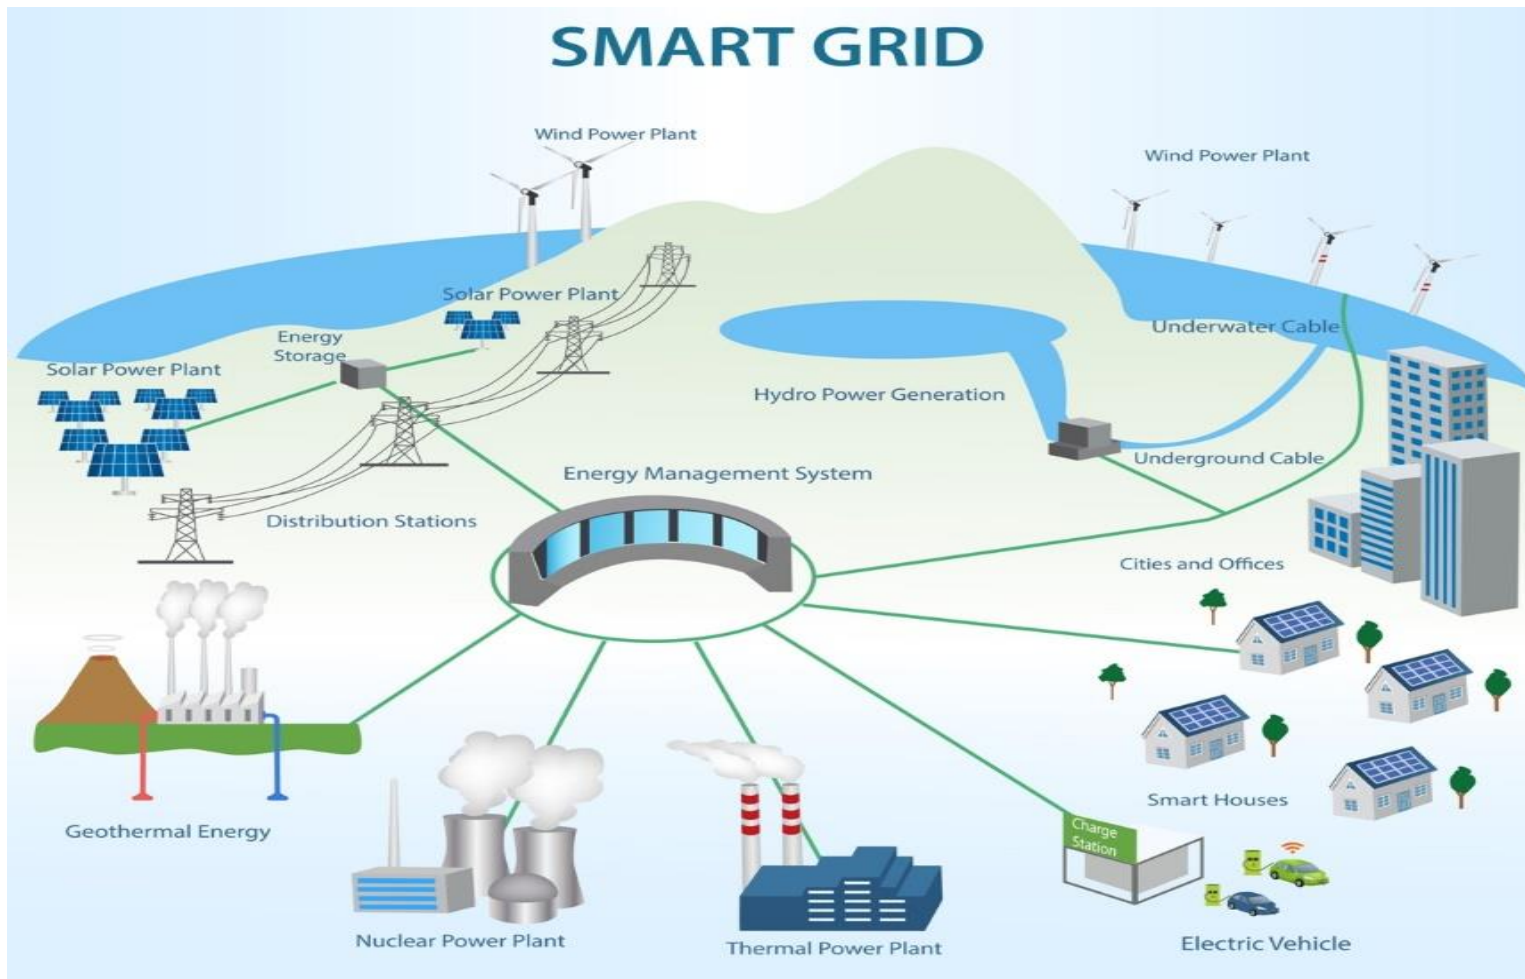 SMART GRID
Wind Power Plant
Wind Power Plant
Solar Power Plant
Energy
Storage
Underwater Cable
Solar Power Plant
Hydro Power Generation
Underground Cable
Energy Management System
Distribution Stations
Cities and Offices
Smart Houses
Geothermal Energy
Charge
Station
Nuclear Power Plant
Thermal Power Plant
Electric Vehicle